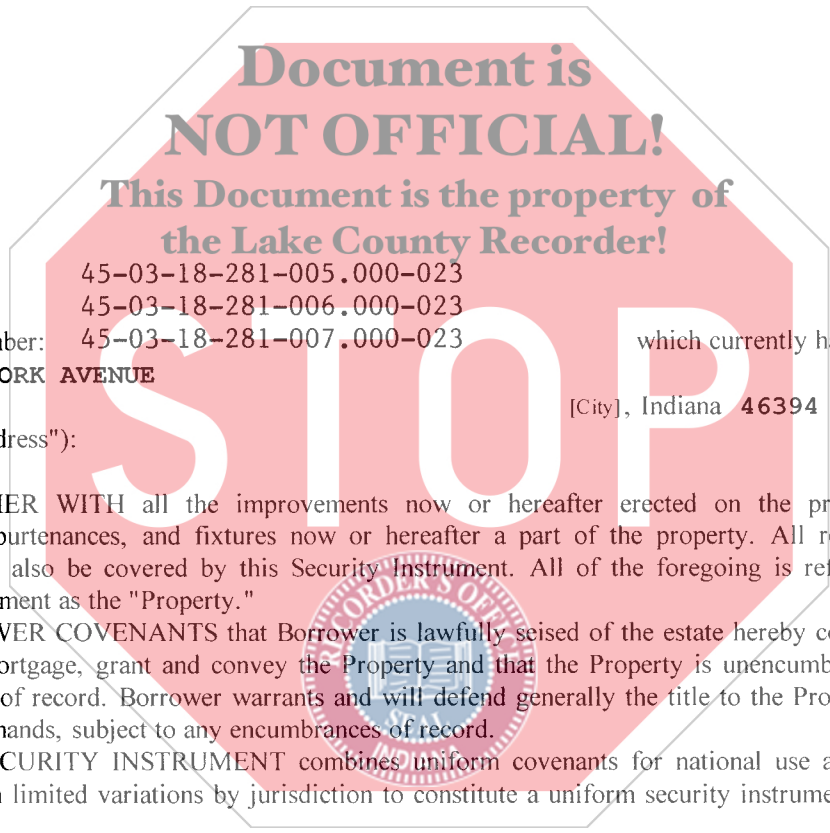 Document is
NOT OFFICIAL!
This Document is the property of
the Lake County Recorder!
45-03-18-281-005.000-023
45-03-18-281-006.000-023
ber: 45-03-18-281-007.000-023 which currently ha
ORK AVENUE
[City], Indiana 46394
dress"):
STOP
ER WITH all the improvements now or hereafter erected on the pr
purtenances, and fixtures now or hereafter a part of the property. All r
also be covered by this Security Instrument. All of the foregoing is ref
ment as the "Property."
WER COVENANTS that Borrower is lawfully seised of the estate hereby co
ortgage, grant and convey the Property and that the Property is unencumb
of record. Borrower warrants and will defend generally the title to the Pro
mands, subject to any encumbrances of record.
CURITY INSTRUMENT combines uniform covenants for national use a
limited variations by jurisdiction to constitute a uniform security instrume
RECORDER'S OFFICE
SEAL
INDIANA